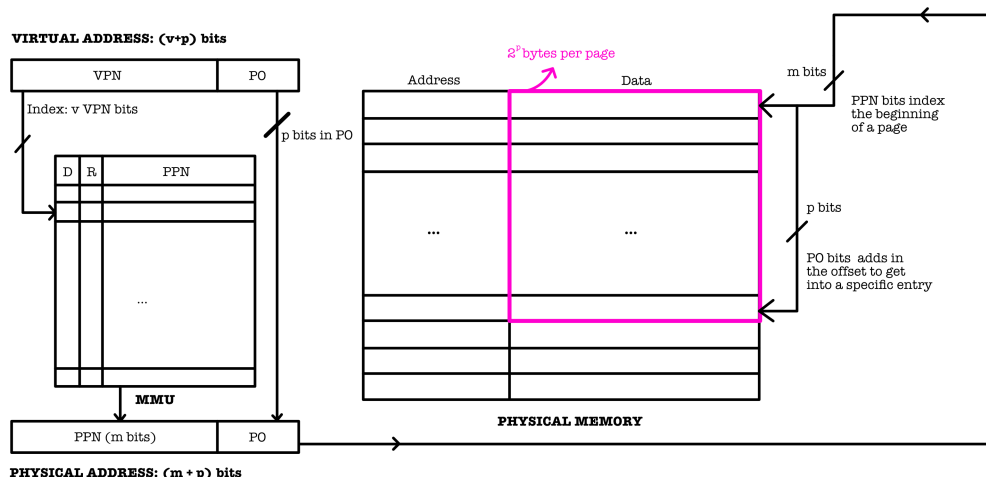 VIRTUAL ADDRESS: (v+p) bits
VPN
PO
Index: v VPN bits
p bits in PO
D
R
PPN
...
MMU
PPN (m bits)
PO
PHYSICAL ADDRESS: (m + p) bits
2^p bytes per page
Address
Data
...
...
PHYSICAL MEMORY
m bits
PPN bits index
the beginning
of a page
p bits
PO bits adds in
the offset to get
into a specific entry